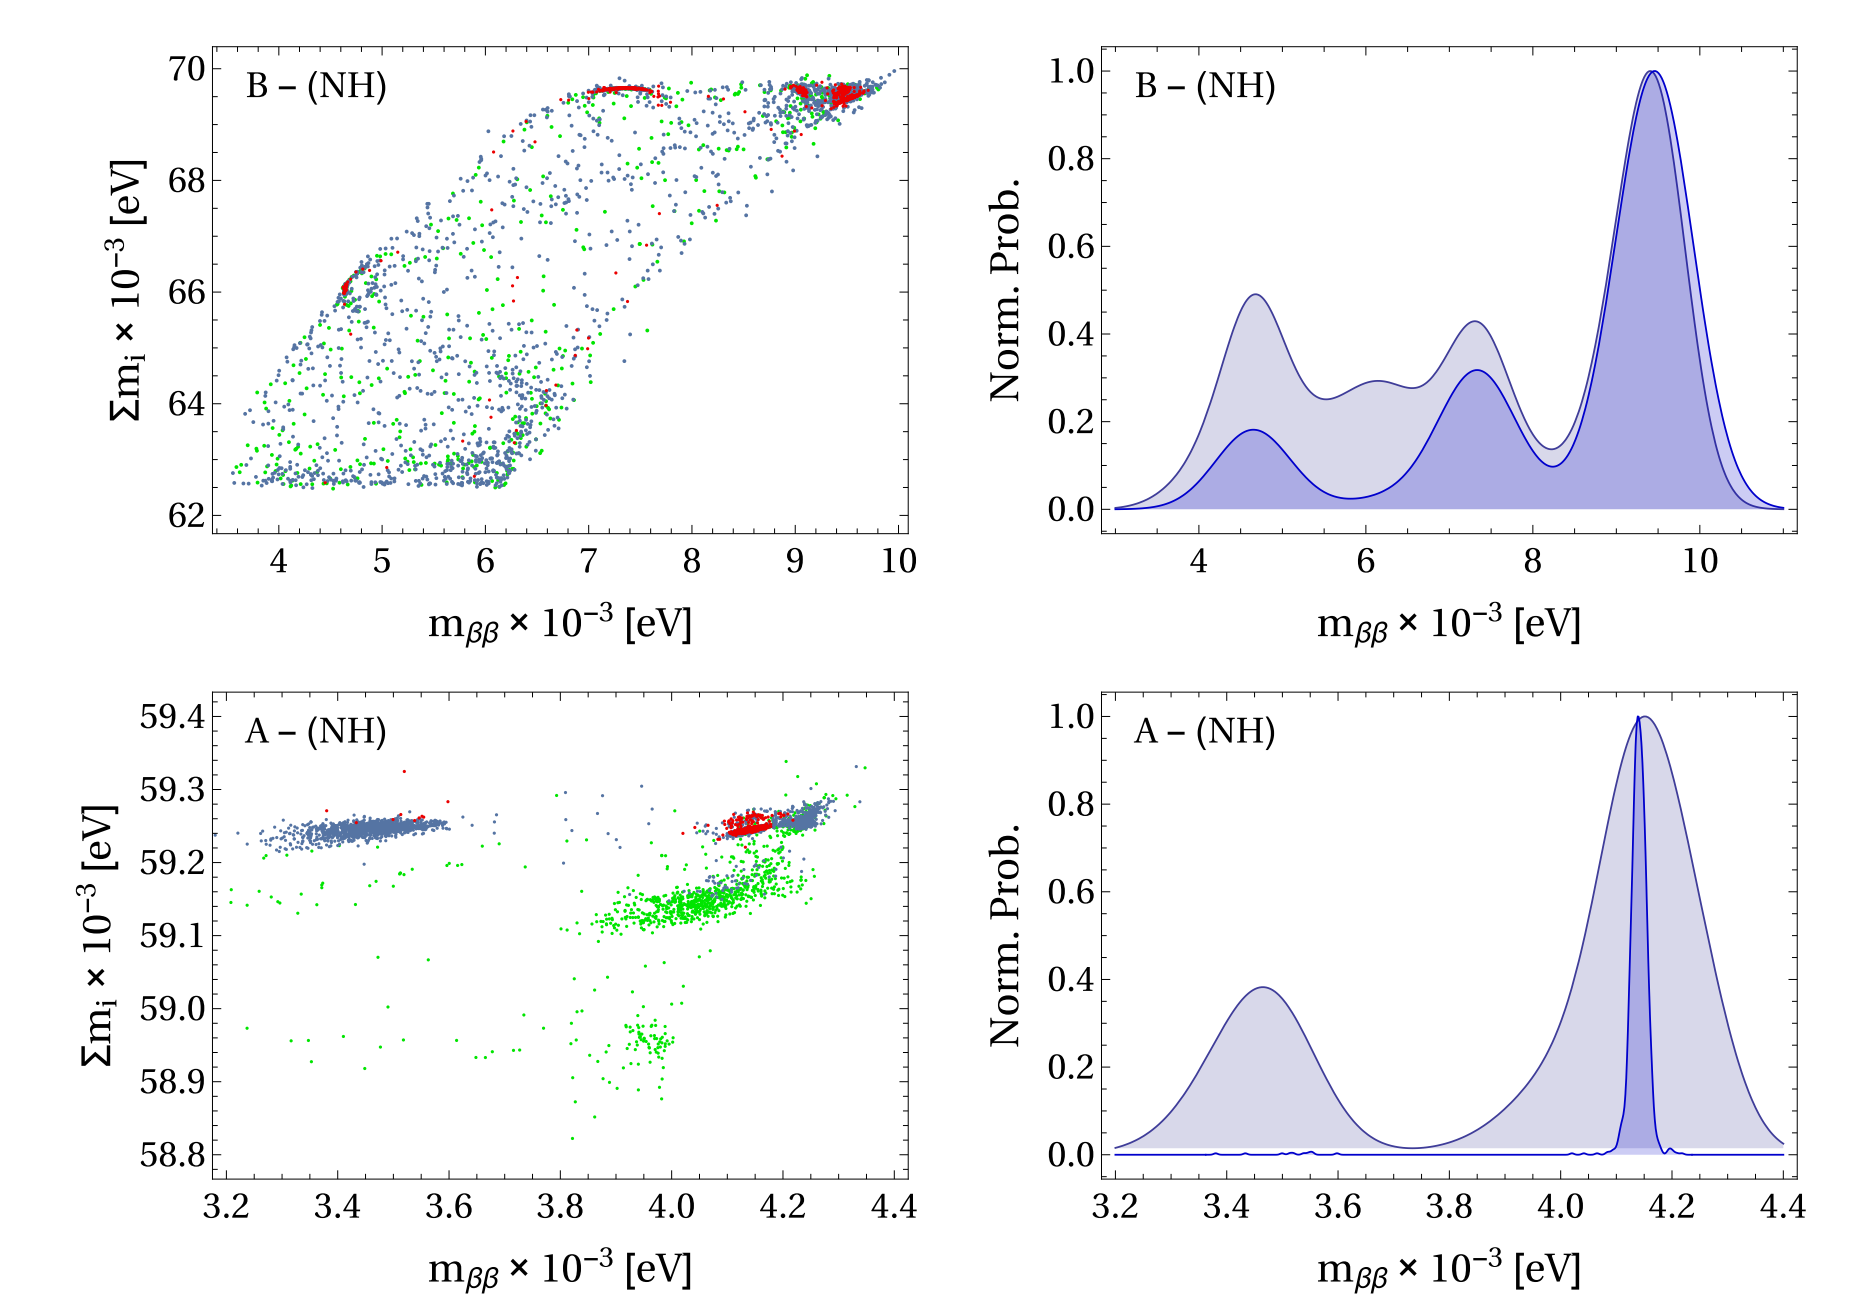 B – (NH)
Σmᵢ × 10⁻³ [eV]
70
68
66
64
62
4 5 6 7 8 9 10
m_ββ × 10⁻³ [eV]
B – (NH)
Norm. Prob.
1.0
0.8
0.6
0.4
0.2
0.0
4 6 8 10
m_ββ × 10⁻³ [eV]
A – (NH)
Σmᵢ × 10⁻³ [eV]
59.4
59.3
59.2
59.1
59.0
58.9
58.8
3.2 3.4 3.6 3.8 4.0 4.2 4.4
m_ββ × 10⁻³ [eV]
A – (NH)
Norm. Prob.
1.0
0.8
0.6
0.4
0.2
0.0
3.2 3.4 3.6 3.8 4.0 4.2 4.4
m_ββ × 10⁻³ [eV]